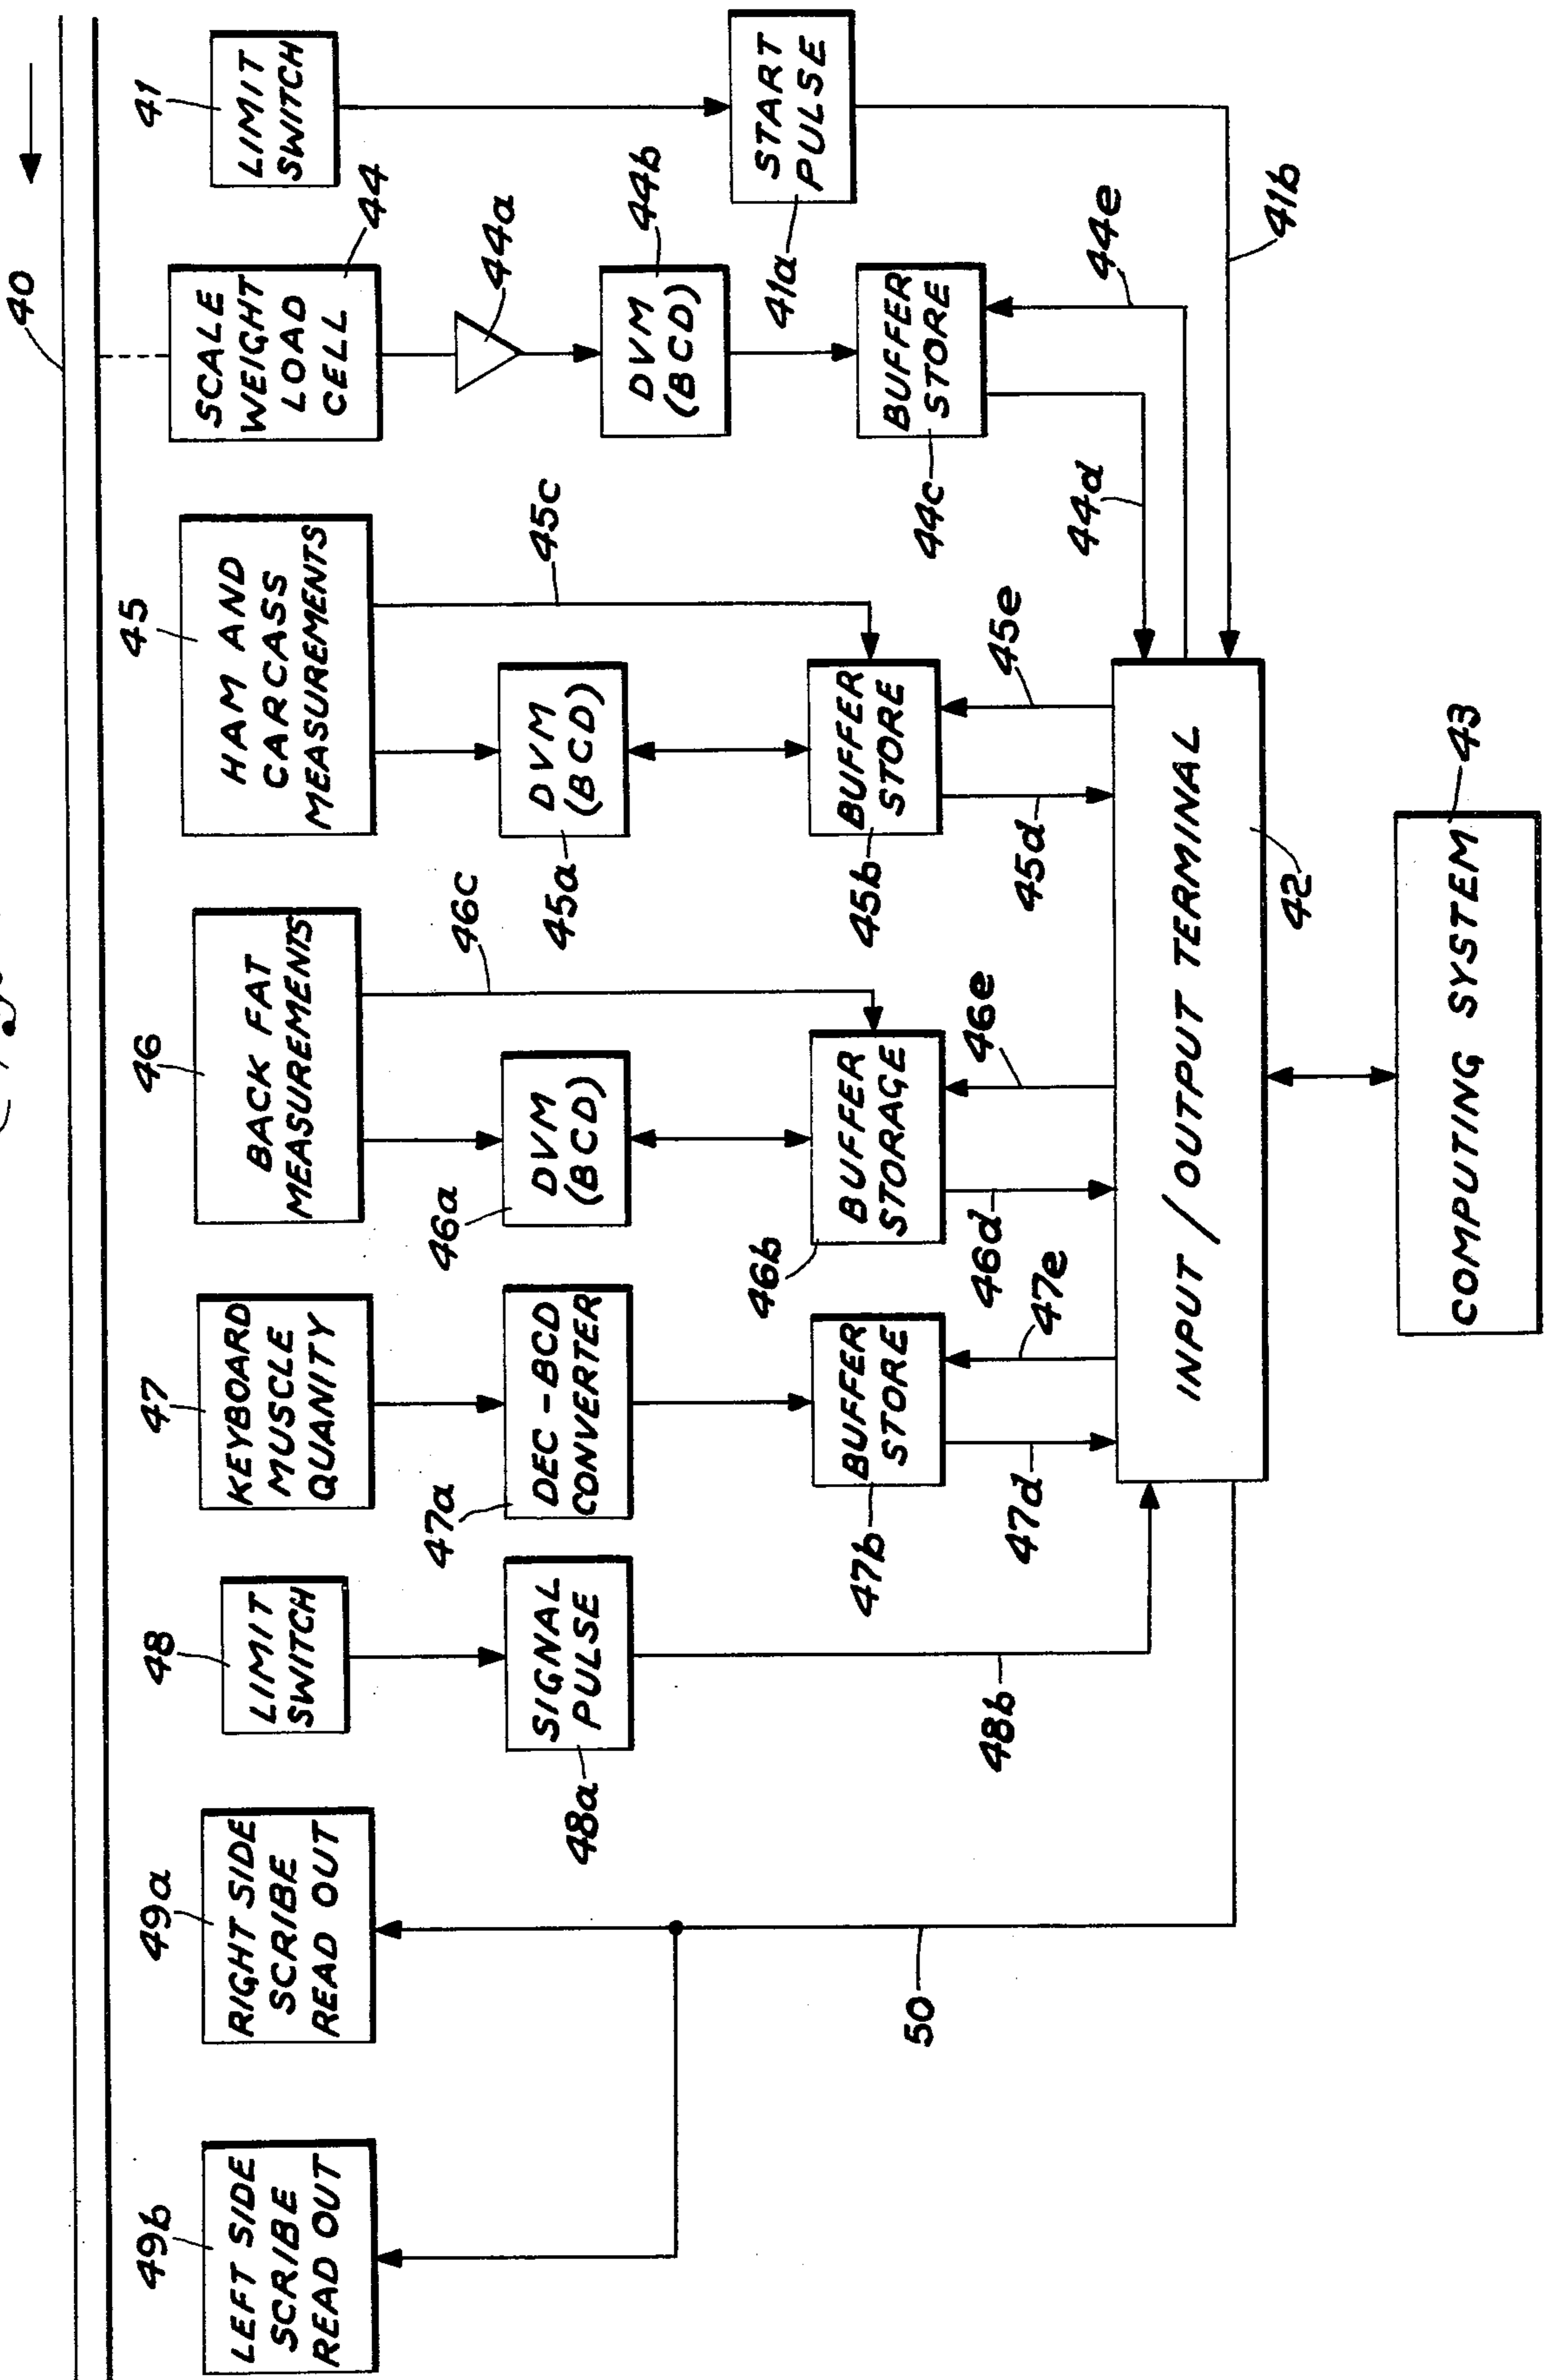 40
49b
LEFT SIDE
SCRIBE
READ OUT
49a
RIGHT SIDE
SCRIBE
READ OUT
50
48
LIMIT
SWITCH
48a
SIGNAL
PULSE
48b
47
KEYBOARD
MUSCLE
QUANITY
47a
DEC-BCD
CONVERTER
47b
BUFFER
STORE
47d
47e
46
BACK FAT
MEASUREMENTS
46c
46a
DVM
(BCD)
46b
BUFFER
STORAGE
46d
46e
45
HAM AND
CARCASS
MEASUREMENTS
45c
45a
DVM
(BCD)
45b
BUFFER
STORE
45d
45e
44
SCALE
WEIGHT
LOAD
CELL
44a
44b
DVM
(BCD)
44c
BUFFER
STORE
44d
44e
41
LIMIT
SWITCH
41a
START
PULSE
41b
INPUT / OUTPUT TERMINAL
42
COMPUTING SYSTEM
43